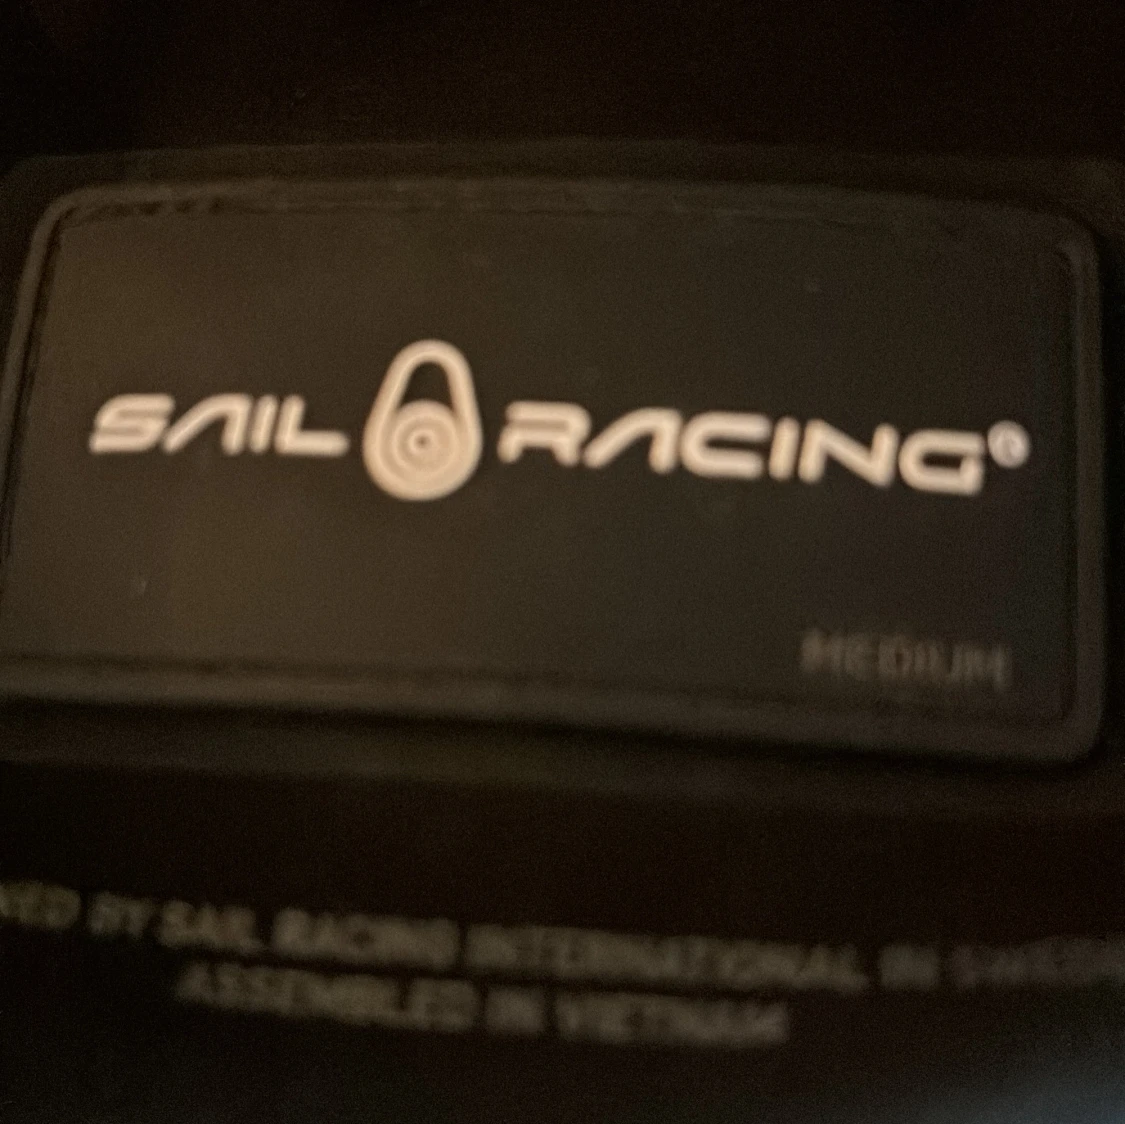 SAIL RACING®
MEDIUM
BY SAIL RACING INTERNATIONAL IN
ASSEMBLED IN VIETNAM